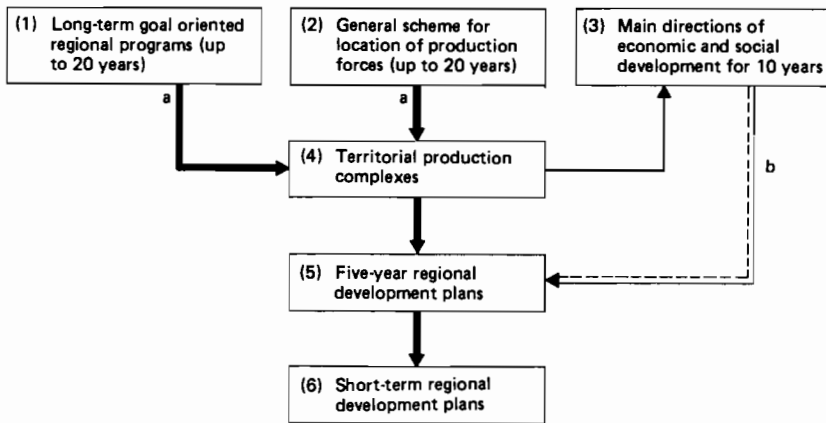 (1) Long-term goal oriented
regional programs (up
to 20 years)
(2) General scheme for
location of production
forces (up to 20 years)
(3) Main directions of
economic and social
development for 10 years
a
a
(4) Territorial production
complexes
b
(5) Five-year regional
development plans
(6) Short-term regional
development plans